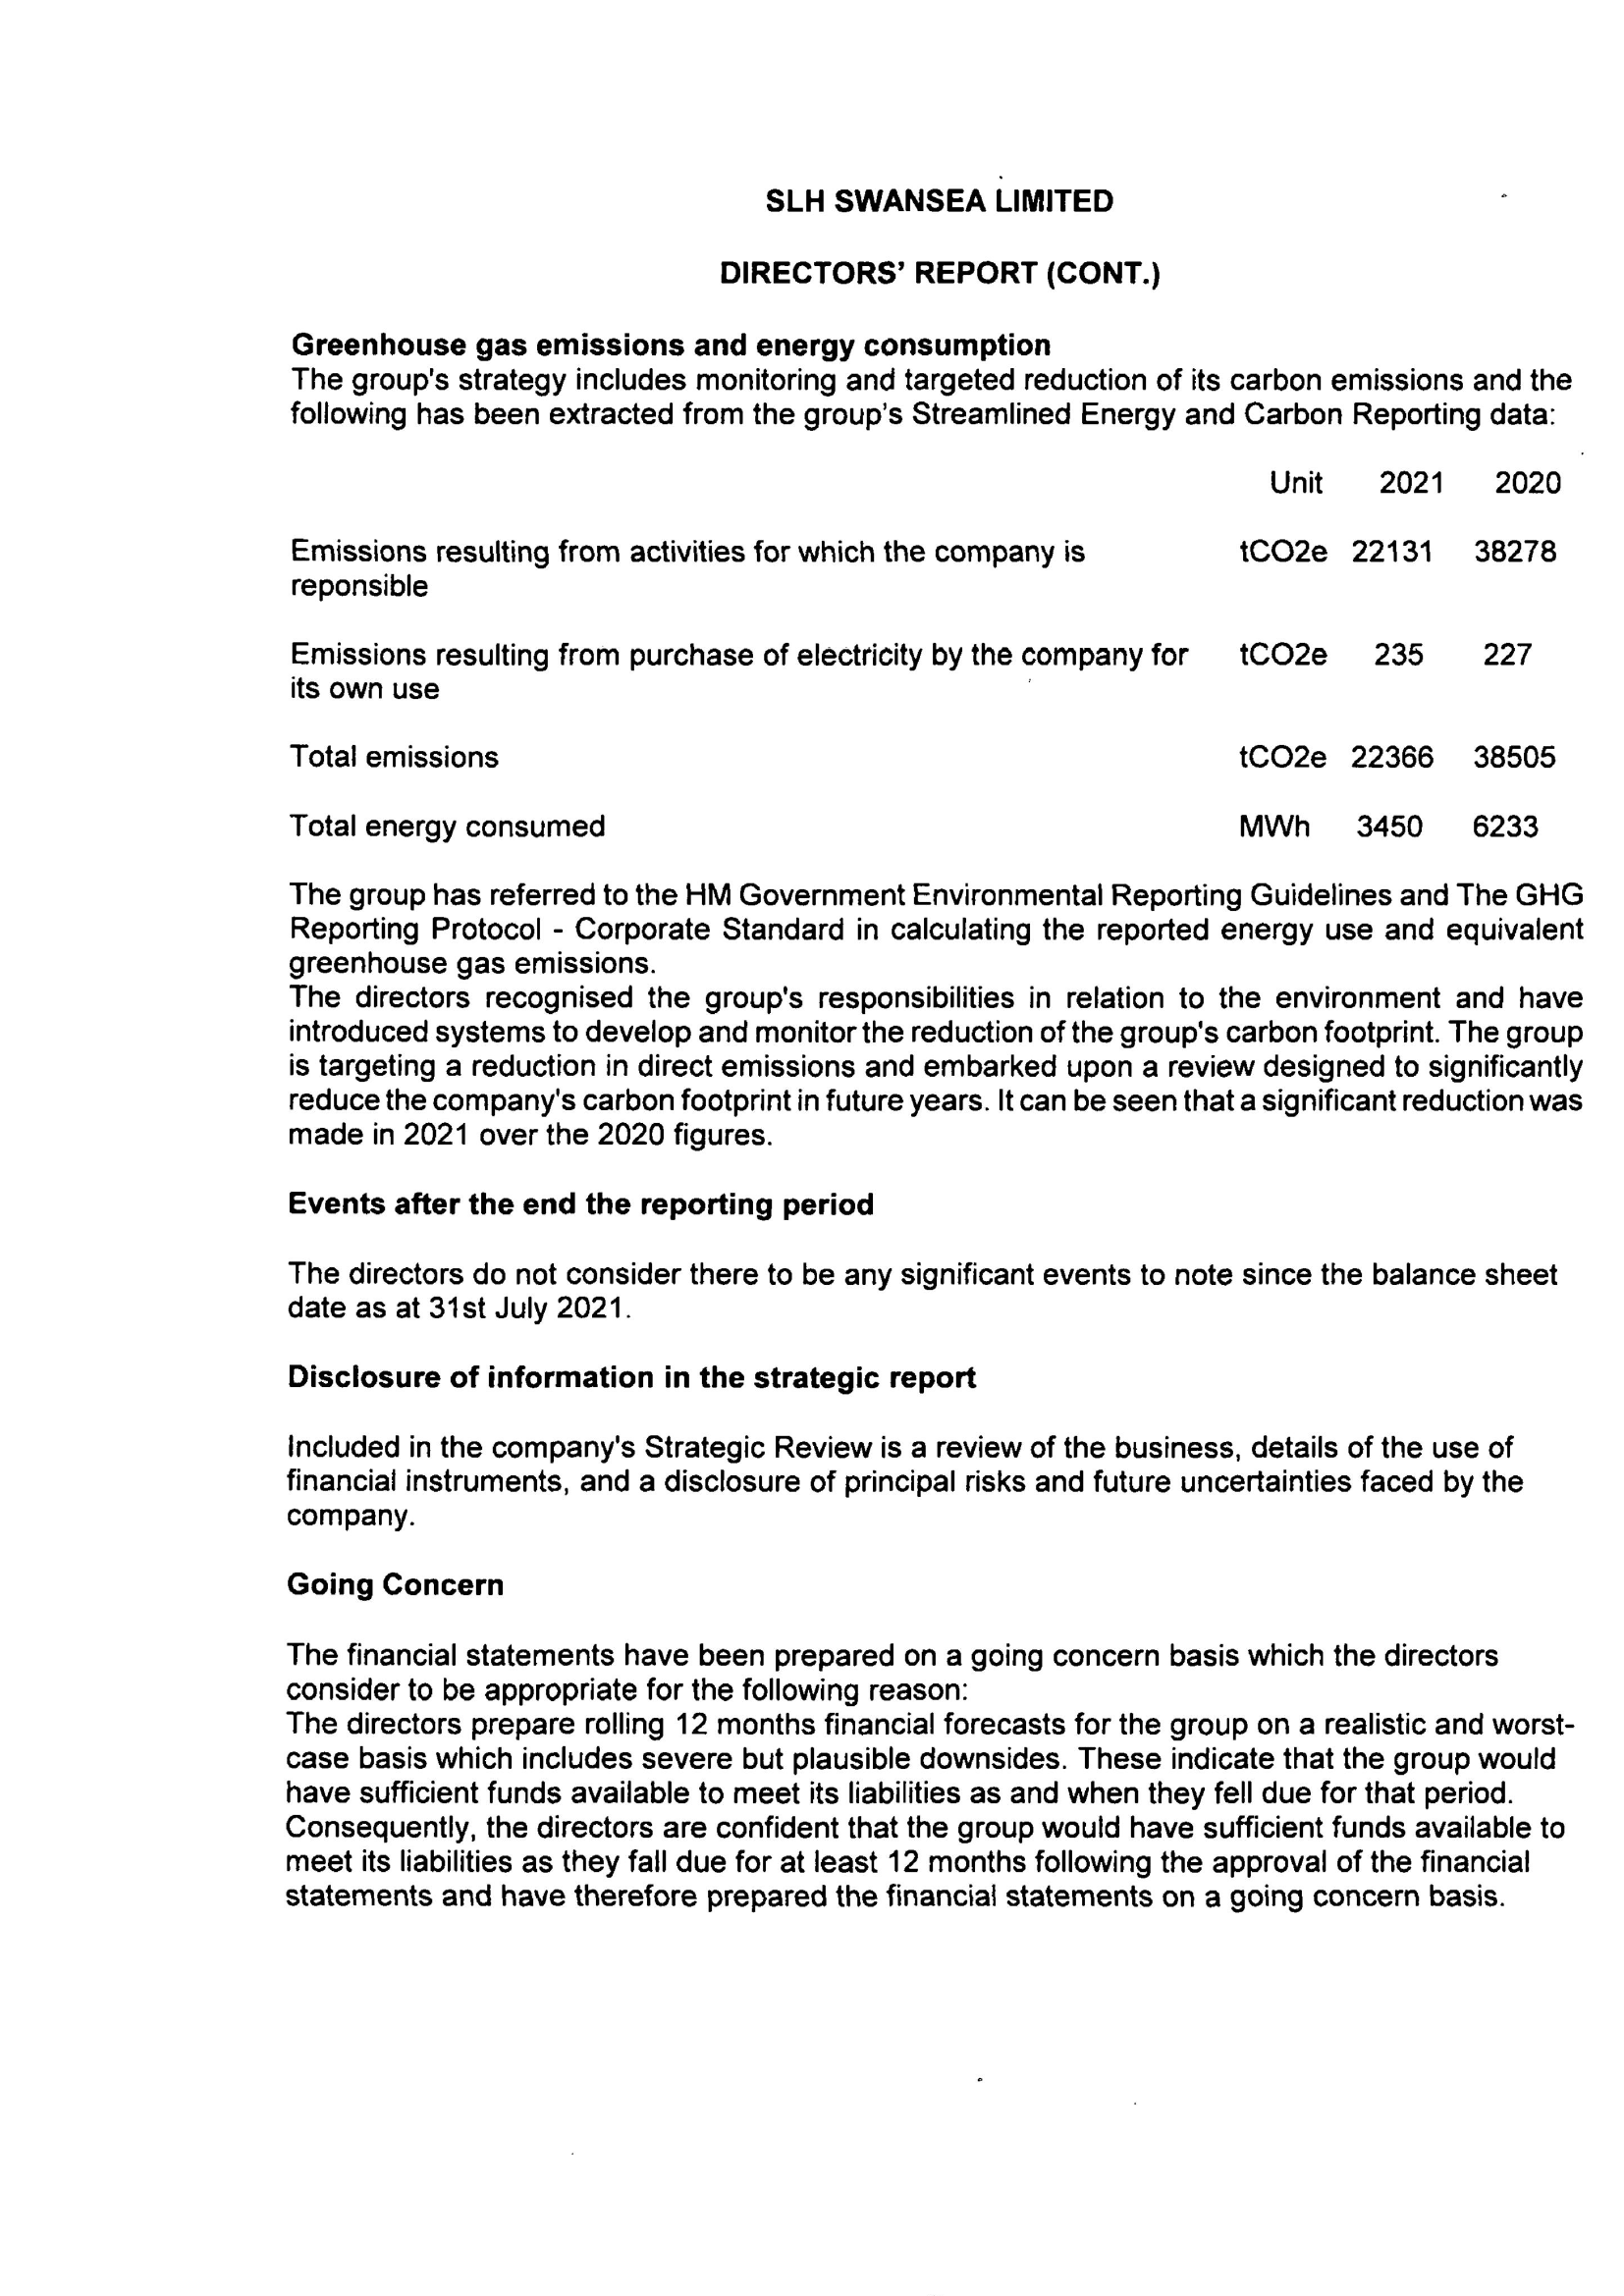 SLH SWANSEA LIMITED
DIRECTORS' REPORT (CONT.)
Greenhouse gas emissions and energy consumption
The group's strategy includes monitoring and targeted reduction of its carbon emissions and the
following has been extracted from the group's Streamlined Energy and Carbon Reporting data:
Unit 2021 2020
Emissions resulting from activities for which the company is tCO2e 22131 38278
reponsible
Emissions resulting from purchase of electricity by the company for tCO2e 235 227
its own use
Total emissions tCO2e 22366 38505
Total energy consumed MWh 3450 6233
The group has referred to the HM Government Environmental Reporting Guidelines and The GHG
Reporting Protocol - Corporate Standard in calculating the reported energy use and equivalent
greenhouse gas emissions.
The directors recognised the group's responsibilities in relation to the environment and have
introduced systems to develop and monitor the reduction of the group's carbon footprint. The group
is targeting a reduction in direct emissions and embarked upon a review designed to significantly
reduce the company's carbon footprint in future years. It can be seen that a significant reduction was
made in 2021 over the 2020 figures.
Events after the end the reporting period
The directors do not consider there to be any significant events to note since the balance sheet
date as at 31st July 2021.
Disclosure of information in the strategic report
Included in the company's Strategic Review is a review of the business, details of the use of
financial instruments, and a disclosure of principal risks and future uncertainties faced by the
company.
Going Concern
The financial statements have been prepared on a going concern basis which the directors
consider to be appropriate for the following reason:
The directors prepare rolling 12 months financial forecasts for the group on a realistic and worst-
case basis which includes severe but plausible downsides. These indicate that the group would
have sufficient funds available to meet its liabilities as and when they fell due for that period.
Consequently, the directors are confident that the group would have sufficient funds available to
meet its liabilities as they fall due for at least 12 months following the approval of the financial
statements and have therefore prepared the financial statements on a going concern basis.